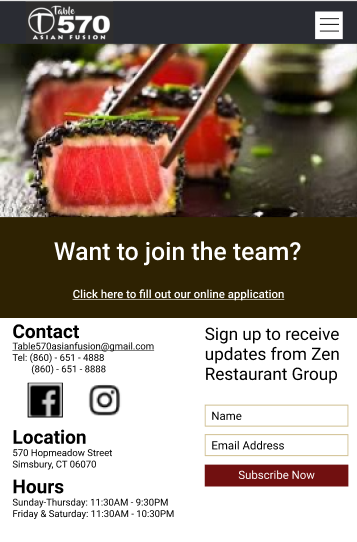 Table
570
ASIAN FUSION
Want to join the team?
Click here to fill out our online application
Contact
Table570asianfusion@gmail.com
Tel: (860) - 651 - 4888
(860) - 651 - 8888
Location
570 Hopmeadow Street
Simsbury, CT 06070
Hours
Sunday-Thursday: 11:30AM - 9:30PM
Friday & Saturday: 11:30AM - 10:30PM
Sign up to receive
updates from Zen
Restaurant Group
Name
Email Address
Subscribe Now